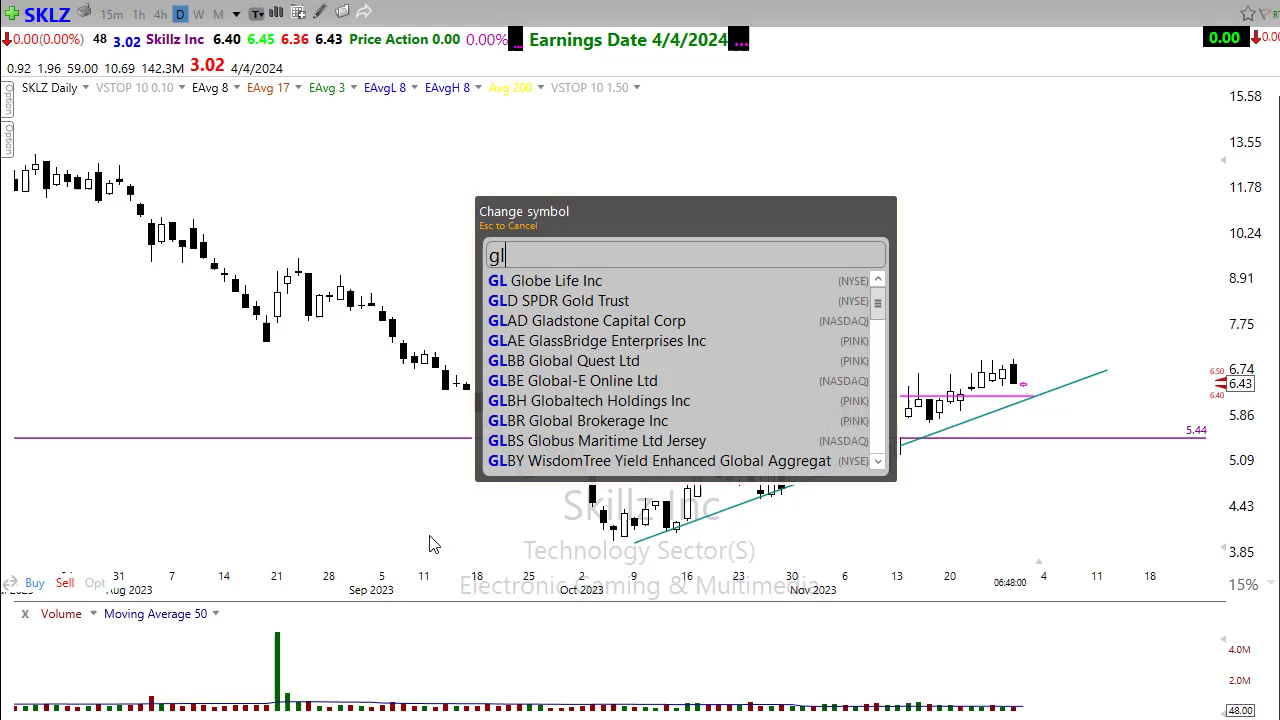 SKLZ 15m 1h 4h D W M
0.00(0.00%) 48 3.02 Skillz Inc 6.40 6.45 6.36 6.43 Price Action 0.00 0.00% ... Earnings Date 4/4/2024 ... 0.00
0.92 1.96 59.00 10.69 142.3M 3.02 4/4/2024
SKLZ Daily VSTOP 10 0.10 EAvg 8 EAvg 17 EAvg 3 EAvgL 8 EAvgH 8 Avg 200 VSTOP 10 1.50
Option
Option
15.58
13.55
11.78
10.24
8.91
7.75
6.74
6.50
6.43
6.40
5.86
5.44
5.09
4.43
3.85
Change symbol
Esc to Cancel
gl
GL Globe Life Inc (NYSE)
GLD SPDR Gold Trust (NYSE)
GLAD Gladstone Capital Corp (NASDAQ)
GLAE GlassBridge Enterprises Inc (PINK)
GLBB Global Quest Ltd (PINK)
GLBE Global-E Online Ltd (NASDAQ)
GLBH Globaltech Holdings Inc (PINK)
GLBR Global Brokerage Inc (PINK)
GLBS Globus Maritime Ltd Jersey (NASDAQ)
GLBY WisdomTree Yield Enhanced Global Aggregat (NYSE)
Skillz Inc
Technology Sector(S)
Electronic Gaming & Multimedia
Buy Sell Opt
31 7 14 21 28 5 11 18 25 2 9 16 23 30 6 13 20 06:48:00 4 11 18 15%
Aug 2023 Sep 2023 Oct 2023 Nov 2023
X Volume Moving Average 50
4.0M
2.0M
48.00